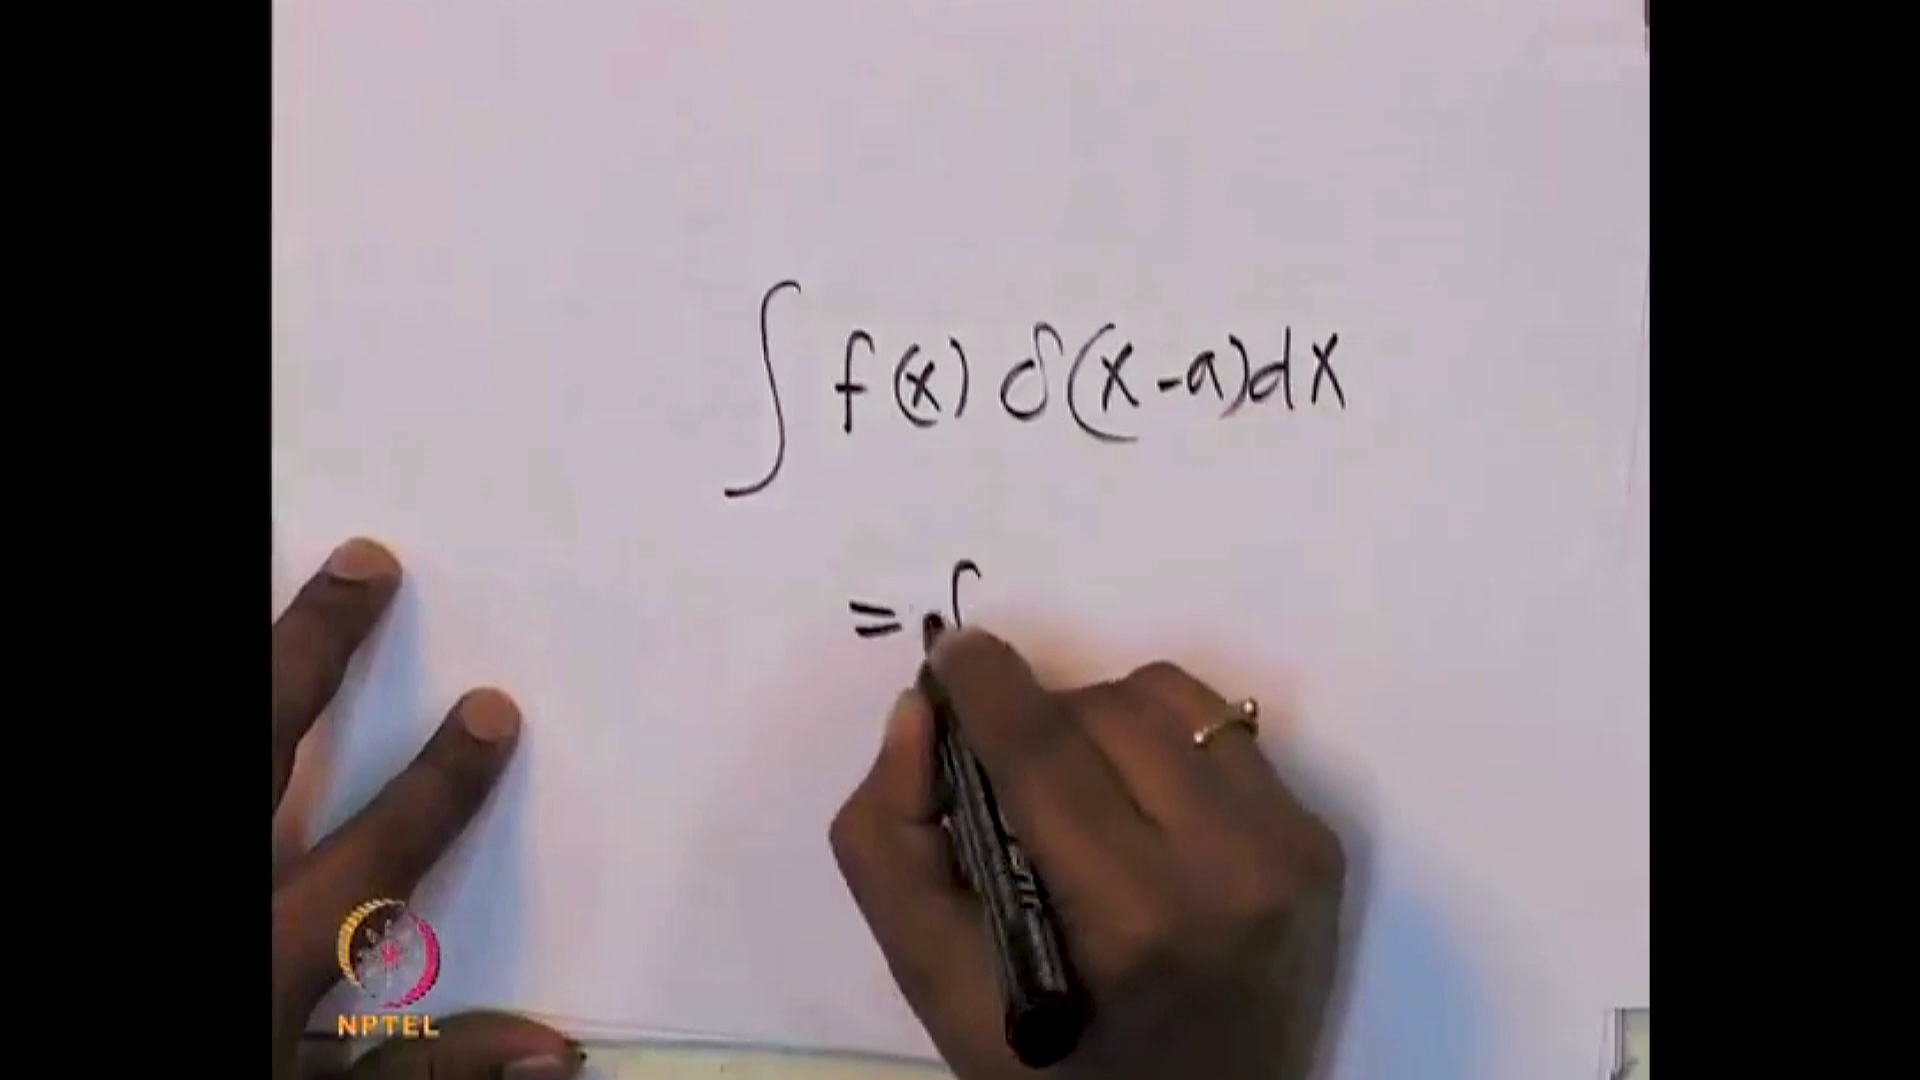 ∫ f(x) δ(x-a)dx
= ∫
NPTEL